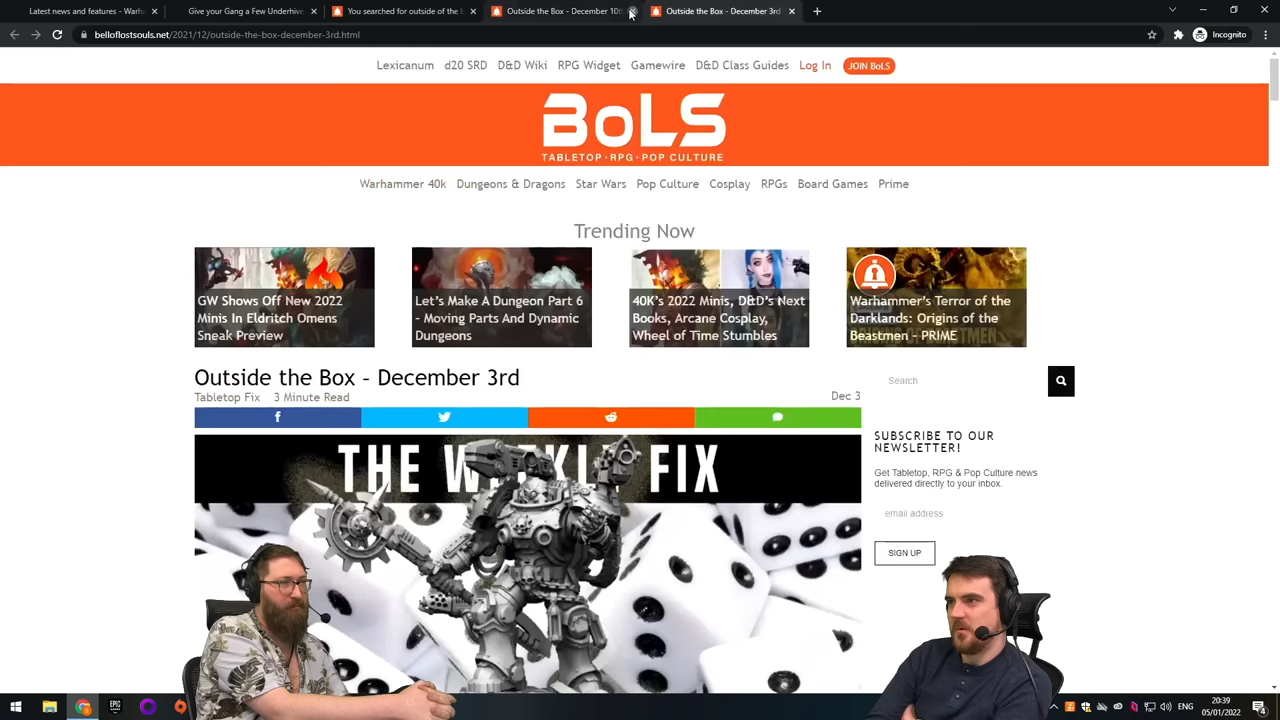 Latest news and features - Warha
Give your Gang a Few Underhive
You searched for outside of the b
Outside the Box - December 10t
Outside the Box - December 3rd.
belloflostsouls.net/2021/12/outside-the-box-december-3rd.html
Incognito
Lexicanum d20 SRD D&D Wiki RPG Widget Gamewire D&D Class Guides Log In JOIN BoLS
BoLS
TABLETOP·RPG·POP CULTURE
Warhammer 40k Dungeons & Dragons Star Wars Pop Culture Cosplay RPGs Board Games Prime
Trending Now
GW Shows Off New 2022
Minis In Eldritch Omens
Sneak Preview
Let's Make A Dungeon Part 6
- Moving Parts And Dynamic
Dungeons
40K's 2022 Minis, D&D's Next
Books, Arcane Cosplay,
Wheel of Time Stumbles
Warhammer's Terror of the
Darklands: Origins of the
Beastmen – PRIME
Outside the Box - December 3rd
Tabletop Fix 3 Minute Read Dec 3
Search
SUBSCRIBE TO OUR
NEWSLETTER!
Get Tabletop, RPG & Pop Culture news
delivered directly to your inbox.
email address
SIGN UP
THE WEEKLY FIX
EPIC
20:39
05/01/2022
4